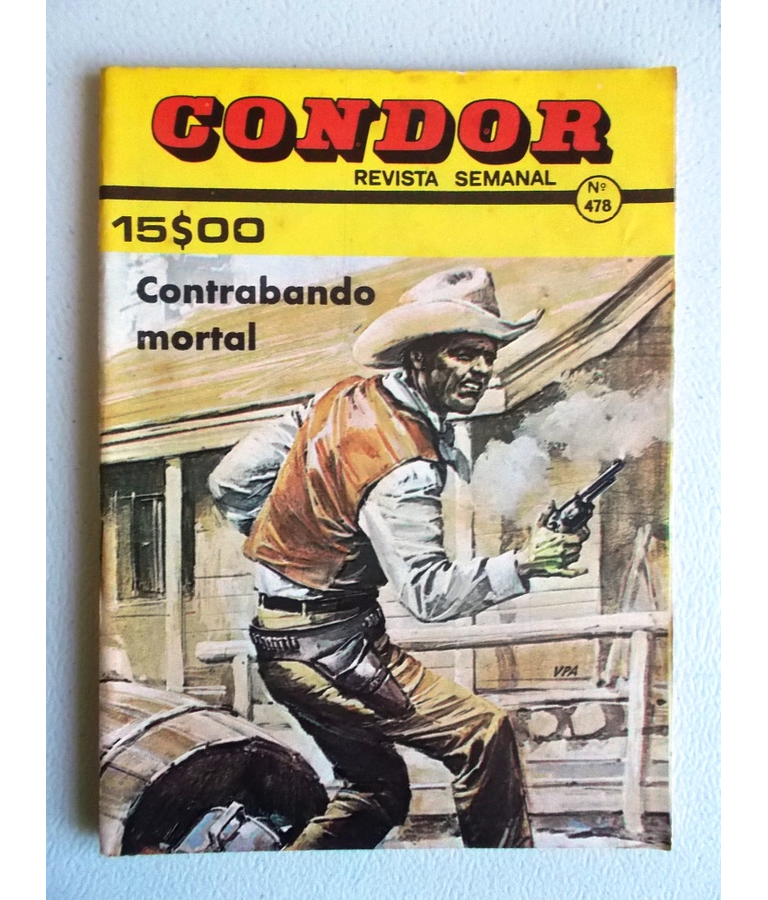 CONDOR
REVISTA SEMANAL
Nº
478
15$00
Contrabando
mortal
VPA